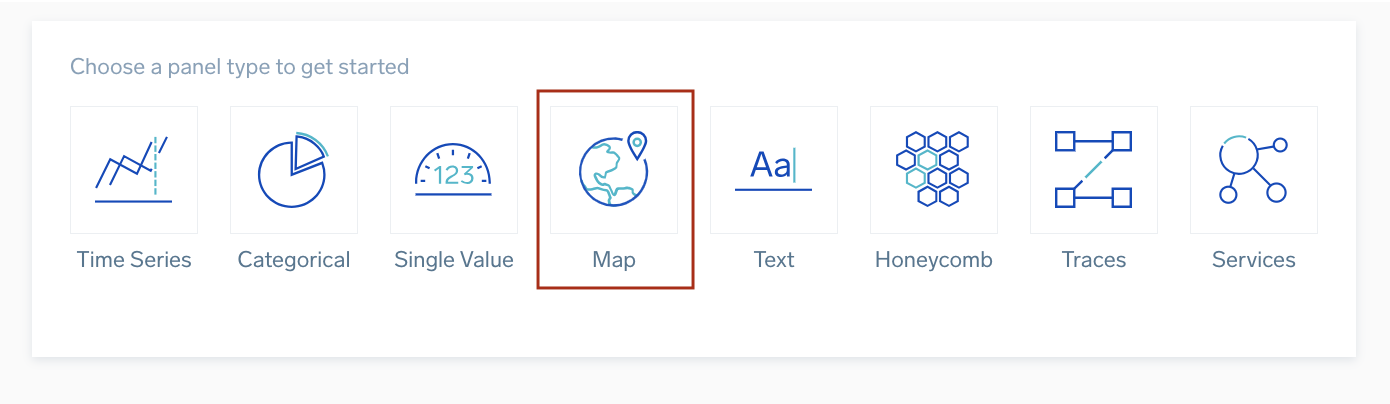 Choose a panel type to get started
123
Aa
Time Series
Categorical
Single Value
Map
Text
Honeycomb
Traces
Services